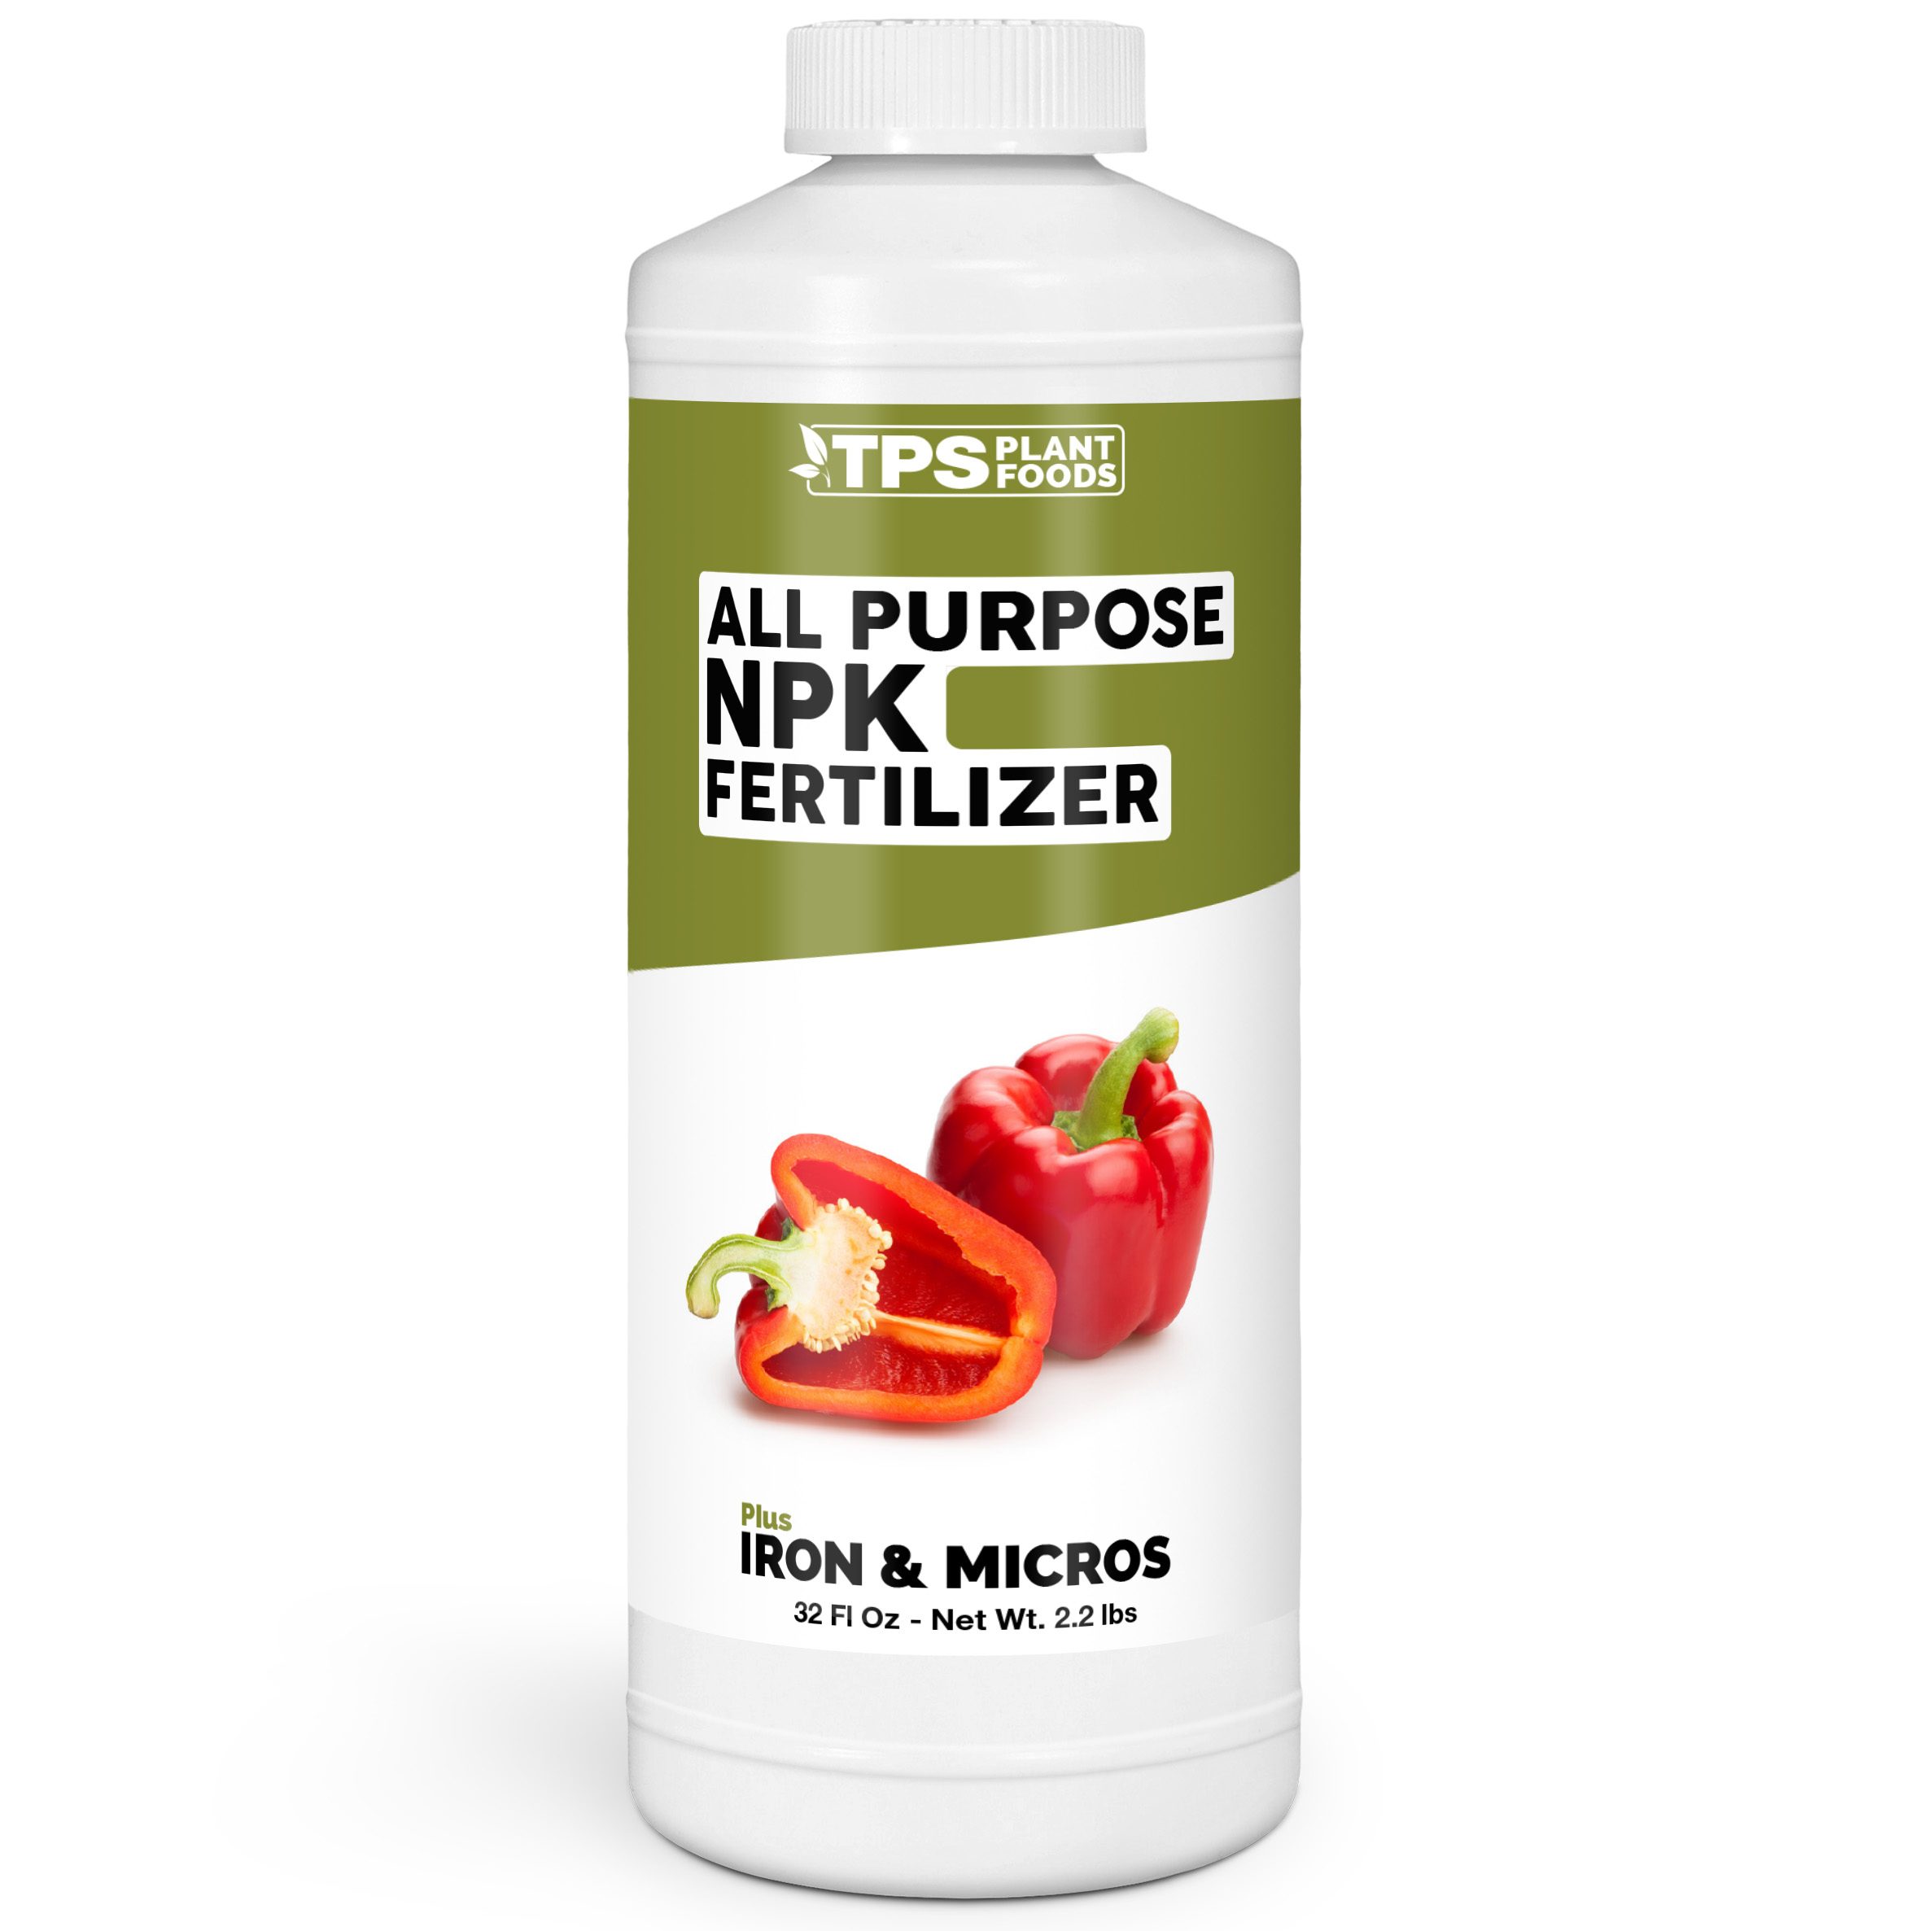 TPS PLANT FOODS
ALL PURPOSE
NPK
FERTILIZER
Plus
IRON & MICROS
32 Fl Oz - Net Wt. 2.2 lbs